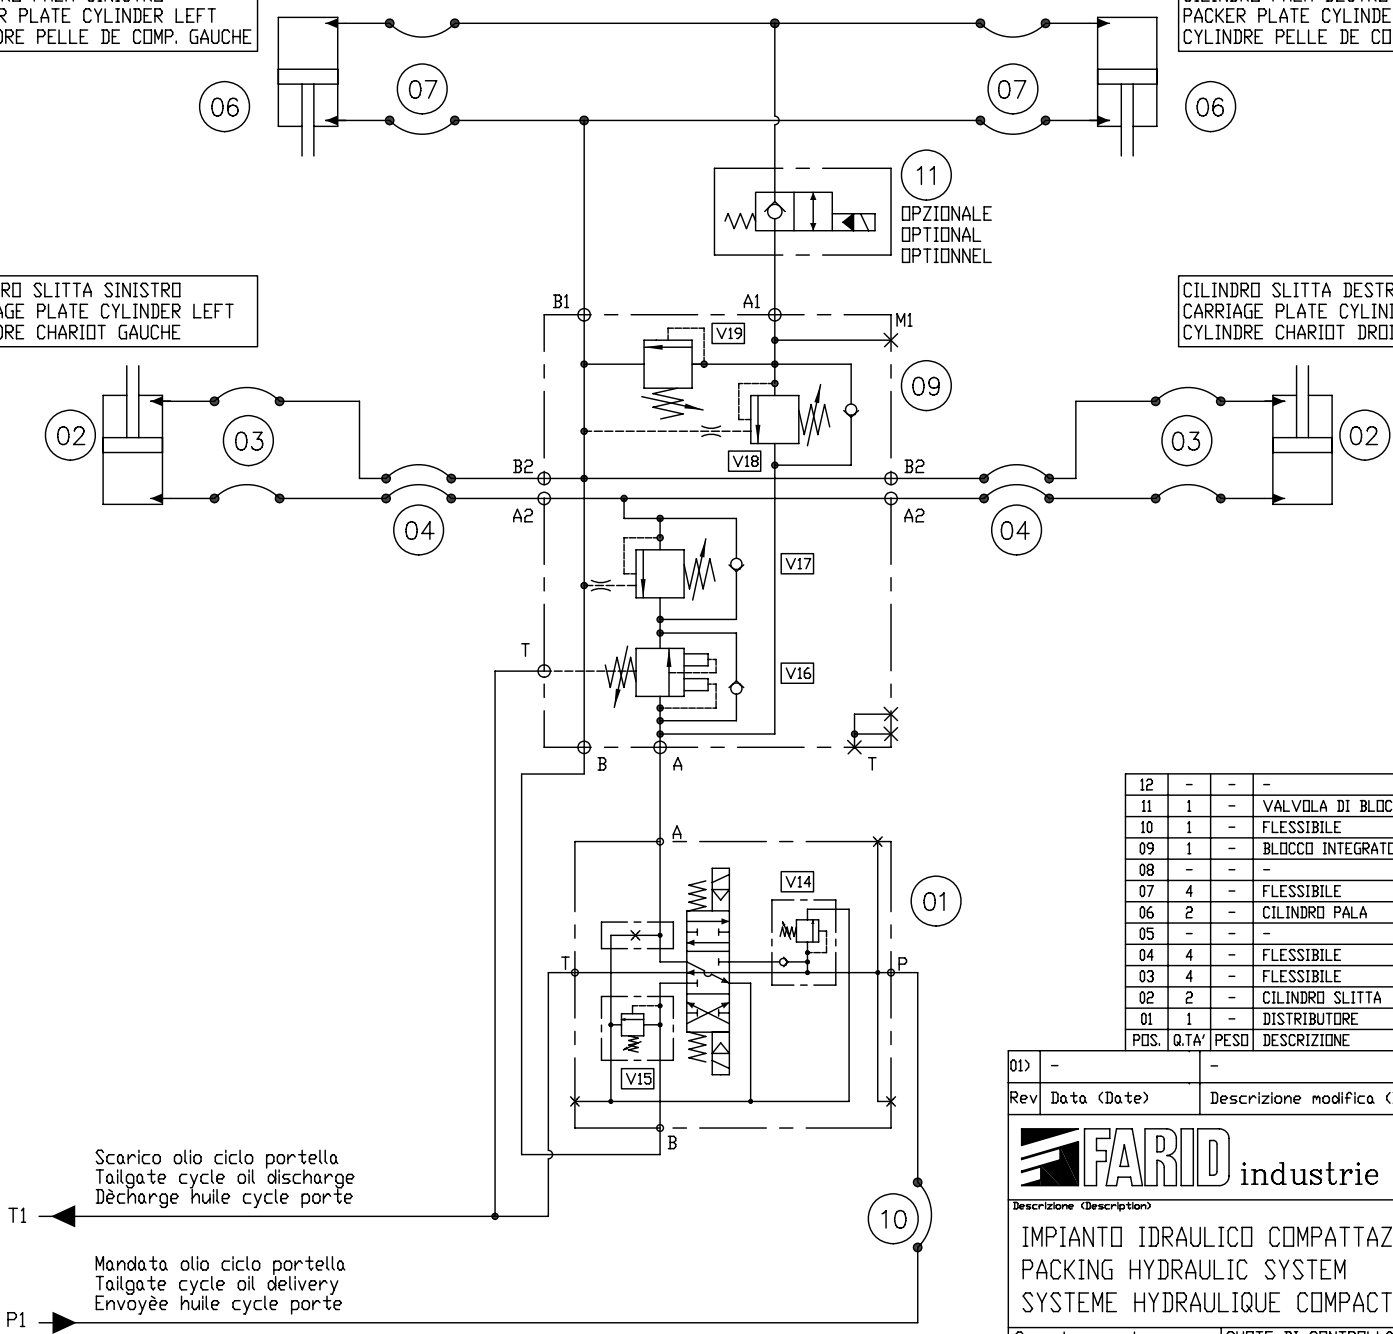 R PLATE CYLINDER LEFT
DRE PELLE DE COMP. GAUCHE
PACKER PLATE CYLINDE
CYLINDRE PELLE DE CO
06
07
07
06
11
OPZIONALE
OPTIONAL
OPTIONNEL
RO SLITTA SINISTRO
AGE PLATE CYLINDER LEFT
DRE CHARIOT GAUCHE
CILINDRO SLITTA DESTR
CARRIAGE PLATE CYLIN
CYLINDRE CHARIOT DROI
B1
A1
M1
V19
09
02
03
03
02
V18
B2
B2
A2
A2
04
04
V17
T
V16
B
A
T
A
V14
01
T
P
V15
B
12 - - -
11 1 - VALVOLA DI BLOC
10 1 - FLESSIBILE
09 1 - BLOCCO INTEGRATO
08 - - -
07 4 - FLESSIBILE
06 2 - CILINDRO PALA
05 - - -
04 4 - FLESSIBILE
03 4 - FLESSIBILE
02 2 - CILINDRO SLITTA
01 1 - DISTRIBUTORE
POS. Q.TA' PESO DESCRIZIONE
01) - -
Rev Data (Date) Descrizione modifica (
FARID industrie
Descrizione (Description)
IMPIANTO IDRAULICO COMPATTAZ
PACKING HYDRAULIC SYSTEM
SYSTEME HYDRAULIQUE COMPACT
Scarico olio ciclo portella
Tailgate cycle oil discharge
Dècharge huile cycle porte
T1
10
Mandata olio ciclo portella
Tailgate cycle oil delivery
Envoyèe huile cycle porte
P1